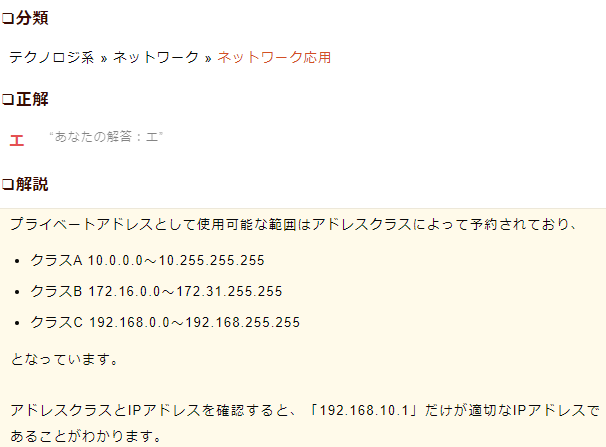 ❏分類
テクノロジ系 » ネットワーク » ネットワーク応用
❏正解
エ “あなたの解答：エ”
❏解説
プライベートアドレスとして使用可能な範囲はアドレスクラスによって予約されており、
• クラスA 10.0.0.0～10.255.255.255
• クラスB 172.16.0.0～172.31.255.255
• クラスC 192.168.0.0～192.168.255.255
となっています。
アドレスクラスとIPアドレスを確認すると、「192.168.10.1」だけが適切なIPアドレスで
あることがわかります。